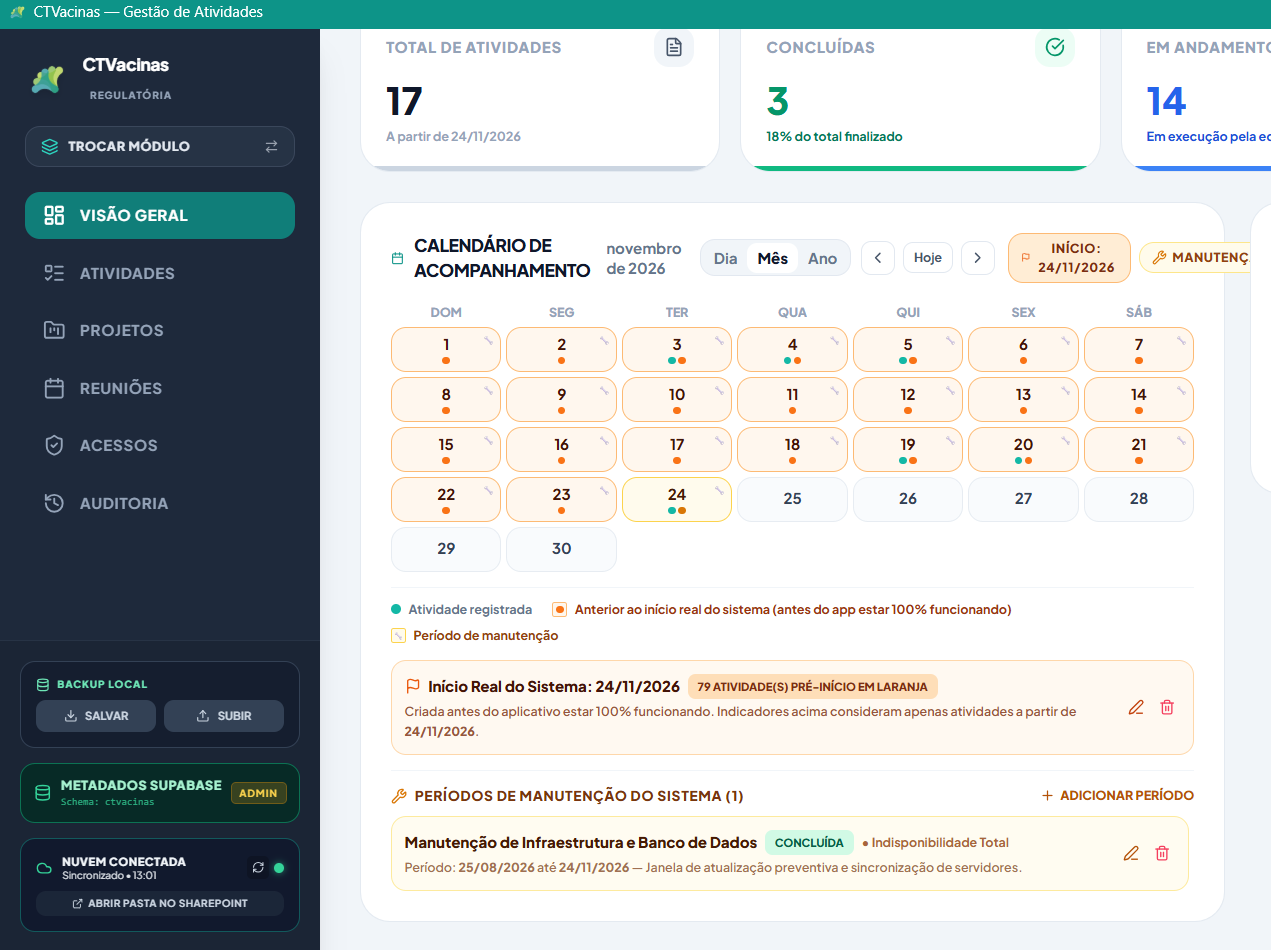 CTVacinas — Gestão de Atividades
CTVacinas
REGULATÓRIA
TROCAR MÓDULO
VISÃO GERAL
ATIVIDADES
PROJETOS
REUNIÕES
ACESSOS
AUDITORIA
BACKUP LOCAL
SALVAR SUBIR
METADADOS SUPABASE
Schema: ctvacinas
ADMIN
NUVEM CONECTADA
Sincronizado • 13:01
ABRIR PASTA NO SHAREPOINT
TOTAL DE ATIVIDADES
17
A partir de 24/11/2026
CONCLUÍDAS
3
18% do total finalizado
EM ANDAMENTO
14
Em execução pela
CALENDÁRIO DE
ACOMPANHAMENTO
novembro
de 2026
Dia Mês Ano
Hoje
INÍCIO:
24/11/2026
MANUTENÇ
DOM SEG TER QUA QUI SEX SÁB
1 2 3 4 5 6 7
8 9 10 11 12 13 14
15 16 17 18 19 20 21
22 23 24 25 26 27 28
29 30
Atividade registrada Anterior ao início real do sistema (antes do app estar 100% funcionando)
Período de manutenção
Início Real do Sistema: 24/11/2026 79 ATIVIDADE(S) PRÉ-INÍCIO EM LARANJA
Criada antes do aplicativo estar 100% funcionando. Indicadores acima consideram apenas atividades a partir de
24/11/2026.
PERÍODOS DE MANUTENÇÃO DO SISTEMA (1)
ADICIONAR PERÍODO
Manutenção de Infraestrutura e Banco de Dados CONCLUÍDA • Indisponibilidade Total
Período: 25/08/2026 até 24/11/2026 — Janela de atualização preventiva e sincronização de servidores.